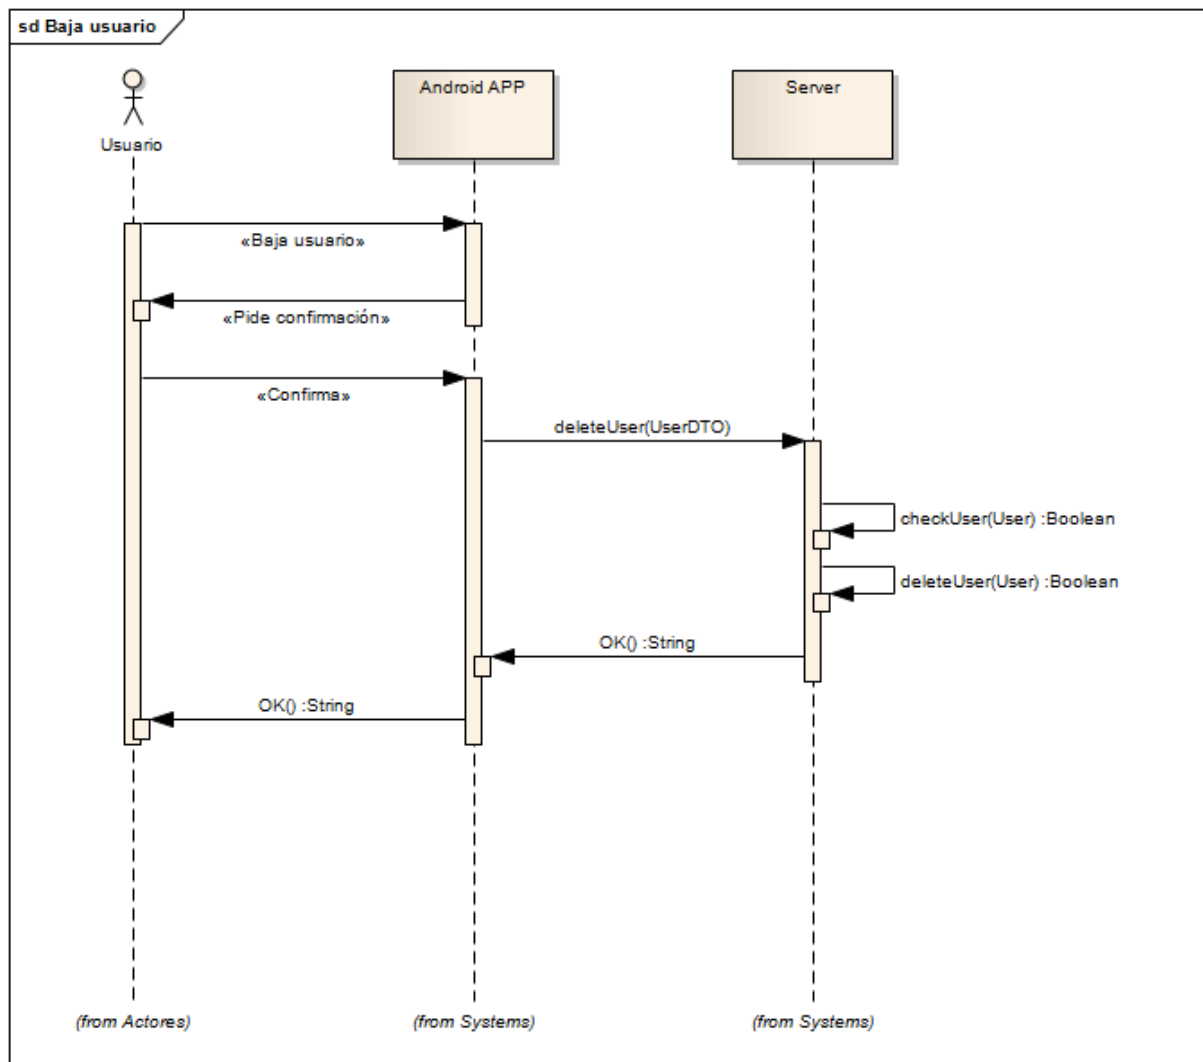 sd Baja usuario
Usuario
Android APP
Server
«Baja usuario»
«Pide confirmación»
«Confirma»
deleteUser(UserDTO)
checkUser(User) :Boolean
deleteUser(User) :Boolean
OK() :String
OK() :String
(from Actores)
(from Systems)
(from Systems)